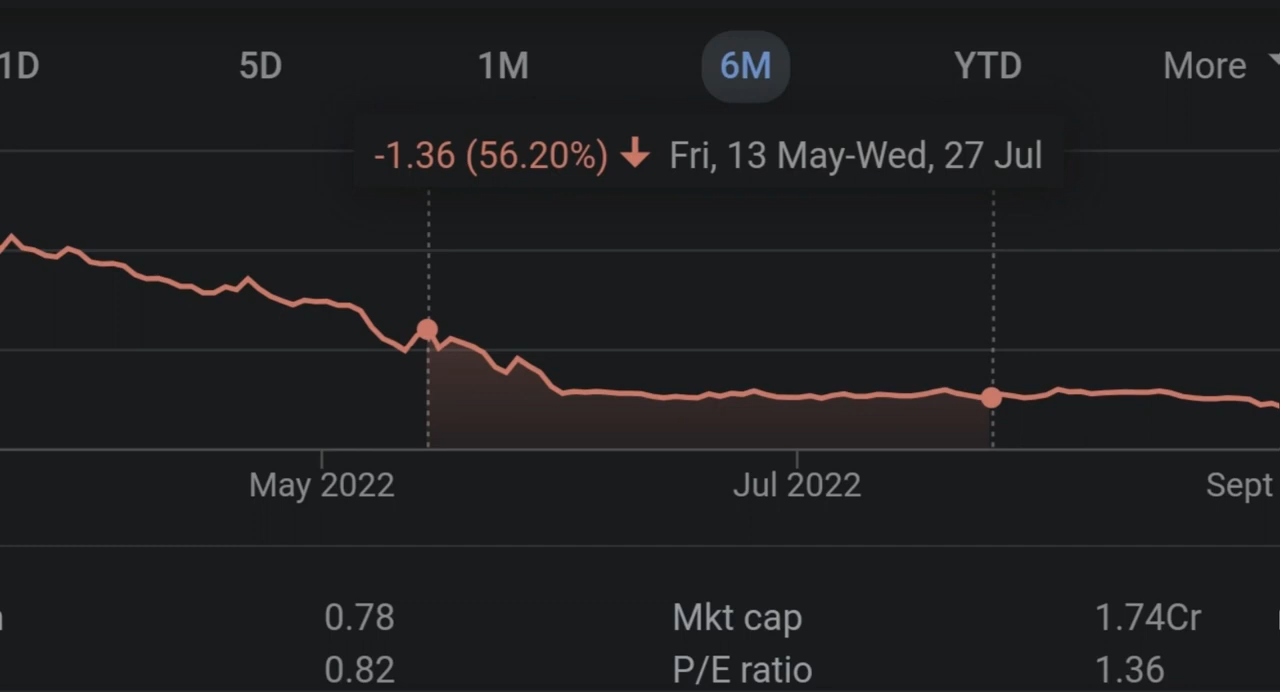 1D 5D 1M 6M YTD More
-1.36 (56.20%) Fri, 13 May-Wed, 27 Jul
May 2022 Jul 2022 Sept
0.78 Mkt cap 1.74Cr
0.82 P/E ratio 1.36